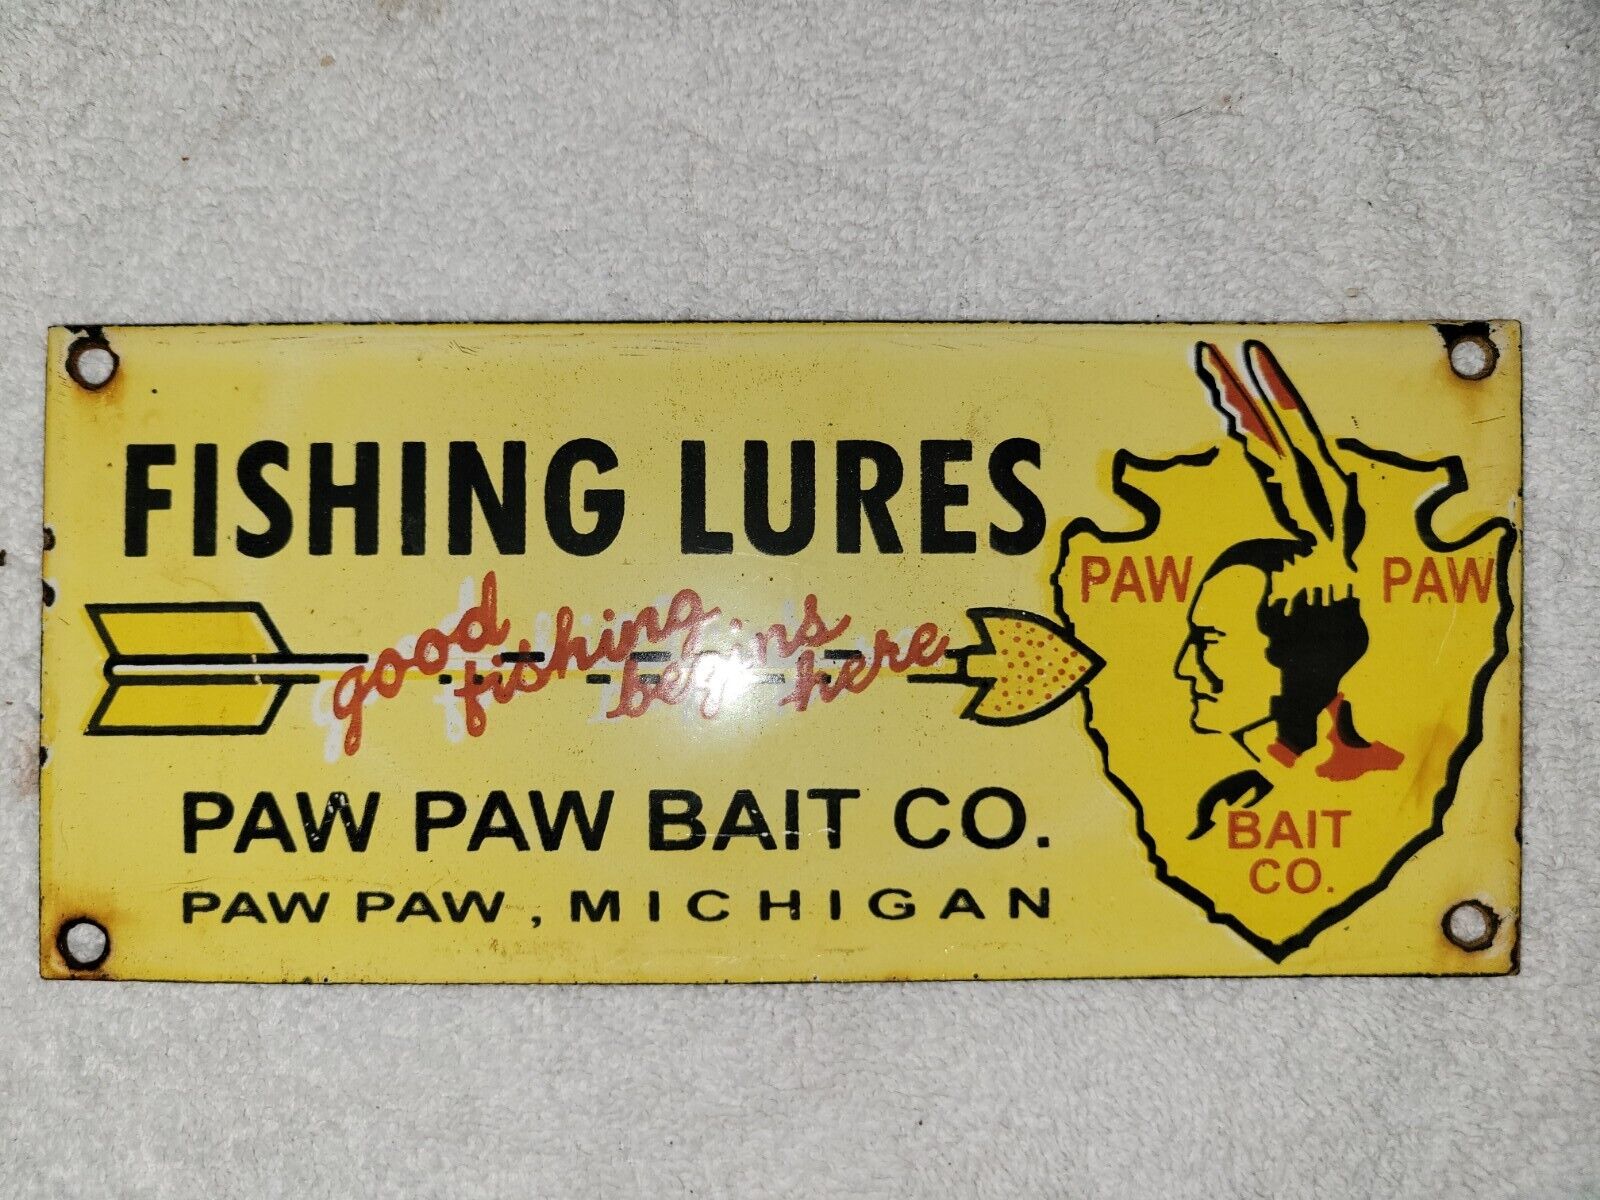 FISHING LURES
good fishing begins here
PAW PAW BAIT CO.
PAW PAW, MICHIGAN
PAW PAW
BAIT
CO.